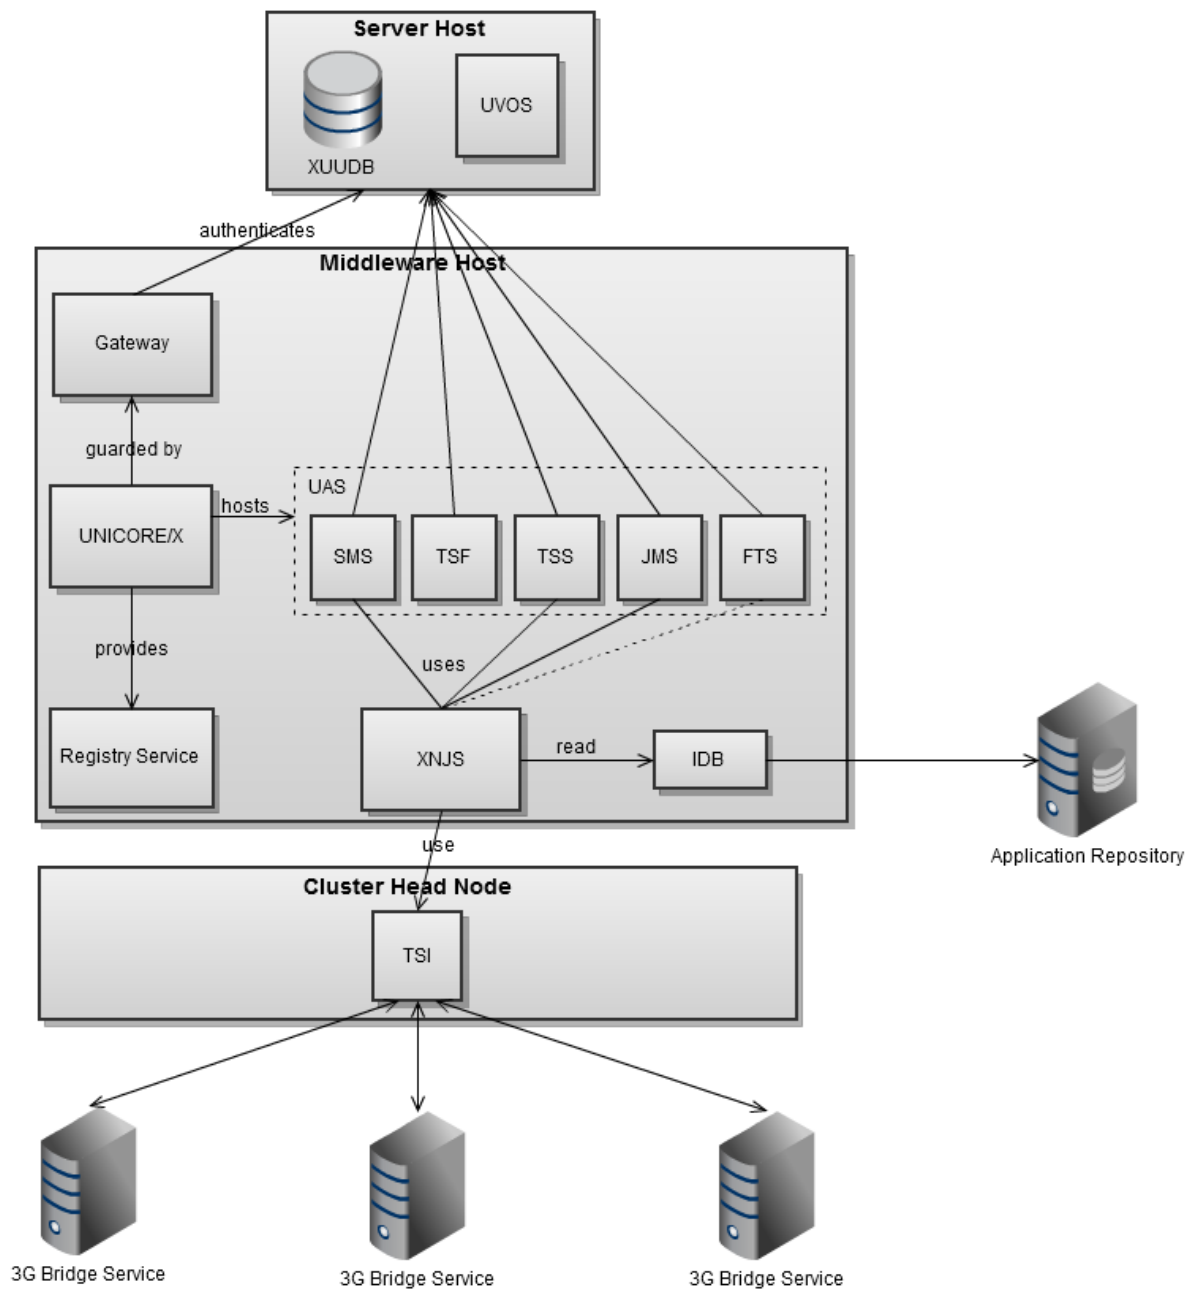 Server Host
UVOS
XUUDB
authenticates
Middleware Host
Gateway
guarded by
UAS
hosts
UNICORE/X
SMS
TSF
TSS
JMS
FTS
provides
uses
Registry Service
XNJS
read
IDB
use
Application Repository
Cluster Head Node
TSI
3G Bridge Service
3G Bridge Service
3G Bridge Service